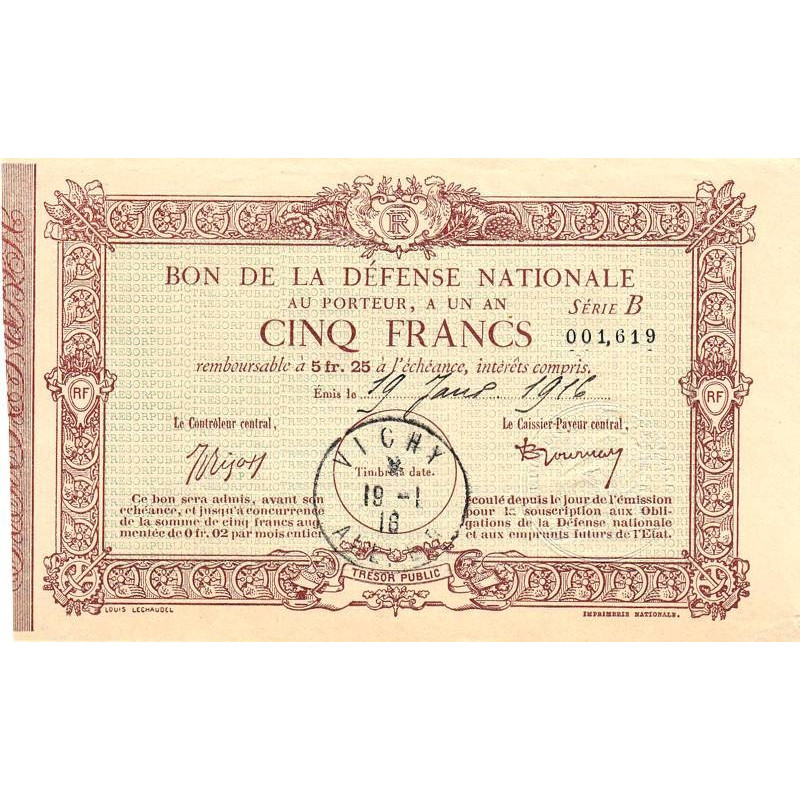 RF
BON DE LA DÉFENSE NATIONALE
AU PORTEUR, A UN AN SÉRIE B
CINQ FRANCS 001,619
remboursable à 5 fr. 25 à l'échéance, intérêts compris.
Émis le 19 Janv 1916
RF RF
Le Contrôleur central, Le Caissier-Payeur central,
VICHY
Timbre à date.
19 -1
16
Ce bon sera admis, avant son écoulé depuis le jour de l'émission
échéance, et jusqu'à concurrence pour la souscription aux Obli
de la somme de cinq francs aug gations de la Défense nationale
mentée de 0 fr. 02 par mois entier et aux emprunts futurs de l'État.
TRÉSOR PUBLIC
LOUIS LECHAUDEL IMPRIMERIE NATIONALE.